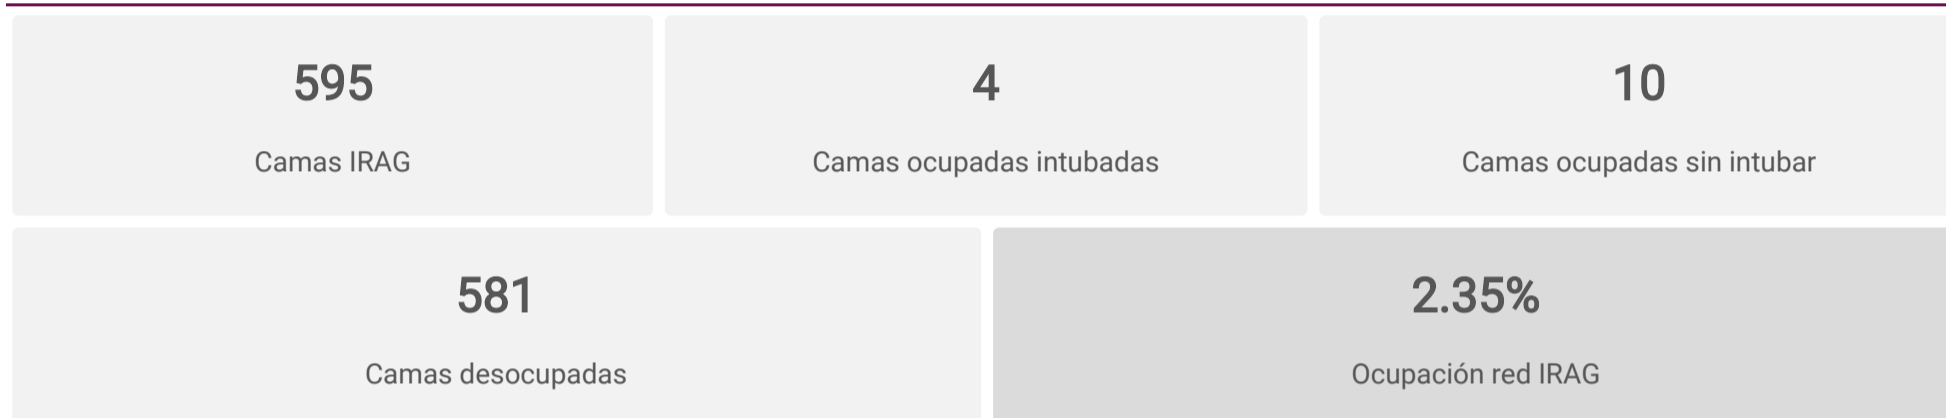 595
Camas IRAG
4
Camas ocupadas intubadas
10
Camas ocupadas sin intubar
581
Camas desocupadas
2.35%
Ocupación red IRAG